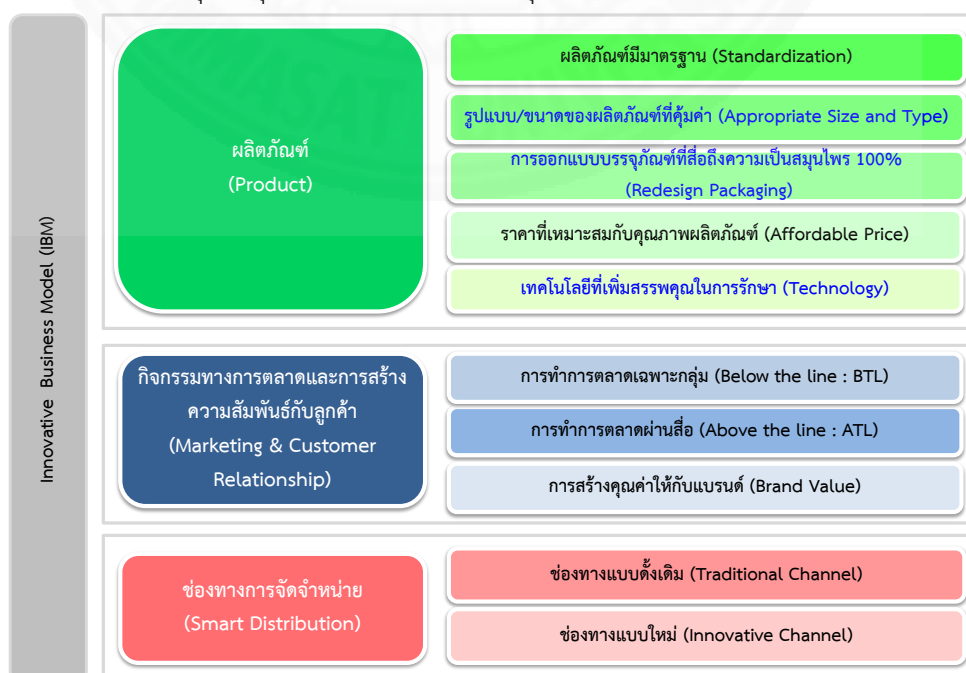 Innovative Business Model (IBM)
ผลิตภัณฑ์
(Product)
ผลิตภัณฑ์มีมาตรฐาน (Standardization)
รูปแบบ/ขนาดของผลิตภัณฑ์ที่คุ้มค่า (Appropriate Size and Type)
การออกแบบบรรจุภัณฑ์ที่สื่อถึงความเป็นสมุนไพร 100%
(Redesign Packaging)
ราคาที่เหมาะสมกับคุณภาพผลิตภัณฑ์ (Affordable Price)
เทคโนโลยีที่เพิ่มสรรพคุณในการรักษา (Technology)
กิจกรรมทางการตลาดและการสร้าง
ความสัมพันธ์กับลูกค้า
(Marketing & Customer
Relationship)
การทำการตลาดเฉพาะกลุ่ม (Below the line : BTL)
การทำการตลาดผ่านสื่อ (Above the line : ATL)
การสร้างคุณค่าให้กับแบรนด์ (Brand Value)
ช่องทางการจัดจำหน่าย
(Smart Distribution)
ช่องทางแบบดั้งเดิม (Traditional Channel)
ช่องทางแบบใหม่ (Innovative Channel)